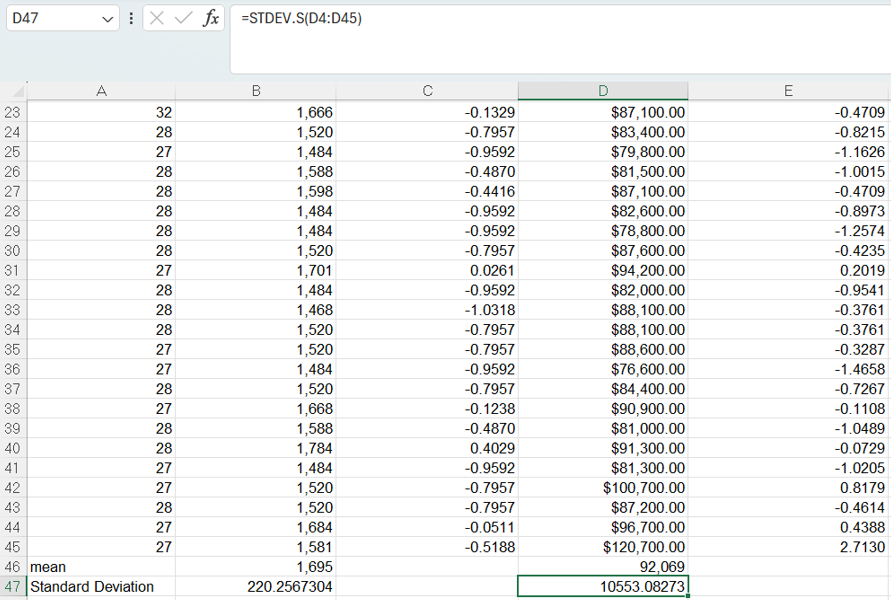 D47 fx =STDEV.S(D4:D45)
A B C D E
23 32 1,666 -0.1329 $87,100.00 -0.4709
24 28 1,520 -0.7957 $83,400.00 -0.8215
25 27 1,484 -0.9592 $79,800.00 -1.1626
26 28 1,588 -0.4870 $81,500.00 -1.0015
27 28 1,598 -0.4416 $87,100.00 -0.4709
28 28 1,484 -0.9592 $82,600.00 -0.8973
29 28 1,484 -0.9592 $78,800.00 -1.2574
30 28 1,520 -0.7957 $87,600.00 -0.4235
31 27 1,701 0.0261 $94,200.00 0.2019
32 28 1,484 -0.9592 $82,000.00 -0.9541
33 28 1,468 -1.0318 $88,100.00 -0.3761
34 28 1,520 -0.7957 $88,100.00 -0.3761
35 27 1,520 -0.7957 $88,600.00 -0.3287
36 27 1,484 -0.9592 $76,600.00 -1.4658
37 28 1,520 -0.7957 $84,400.00 -0.7267
38 27 1,668 -0.1238 $90,900.00 -0.1108
39 28 1,588 -0.4870 $81,000.00 -1.0489
40 28 1,784 0.4029 $91,300.00 -0.0729
41 27 1,484 -0.9592 $81,300.00 -1.0205
42 27 1,520 -0.7957 $100,700.00 0.8179
43 28 1,520 -0.7957 $87,200.00 -0.4614
44 27 1,684 -0.0511 $96,700.00 0.4388
45 27 1,581 -0.5188 $120,700.00 2.7130
46 mean 1,695 92,069
47 Standard Deviation 220.2567304 10553.08273